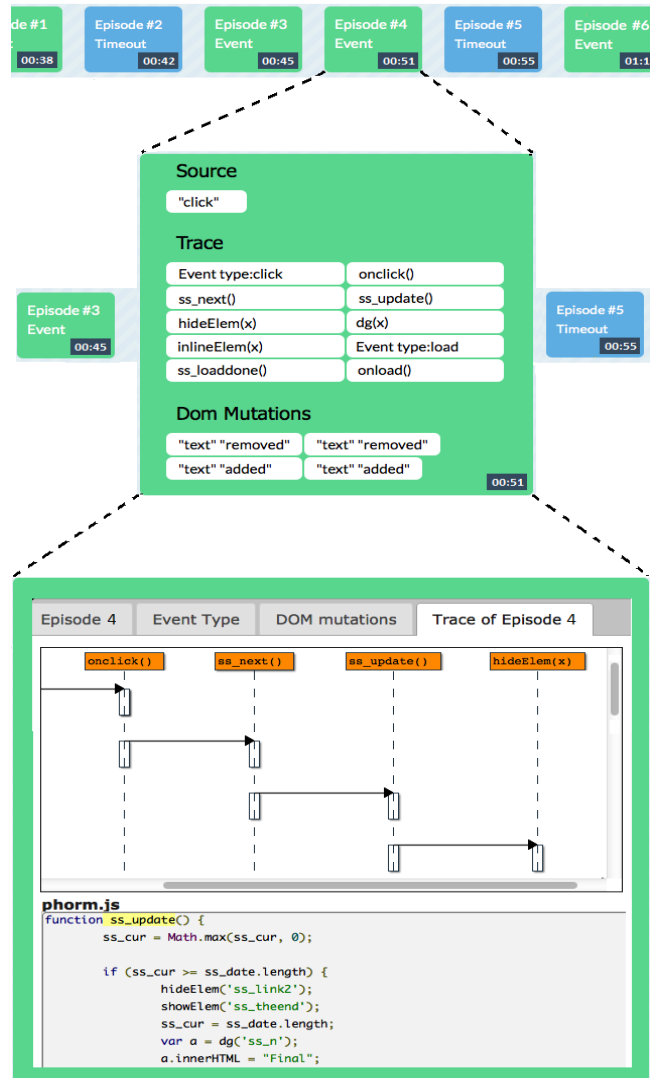 de #1 Episode #2 Episode #3 Episode #4 Episode #5 Episode #6
t Timeout Event Event Timeout Event
00:38 00:42 00:45 00:51 00:55 01:1
Source
"click"
Trace
Event type:click onclick()
ss_next() ss_update()
hideElem(x) dg(x)
inlineElem(x) Event type:load
ss_loaddone() onload()
Episode #3
Event
00:45
Episode #5
Timeout
00:55
Dom Mutations
"text" "removed" "text" "removed"
"text" "added" "text" "added"
00:51
Episode 4 Event Type DOM mutations Trace of Episode 4
onclick() ss_next() ss_update() hideElem(x)
phorm.js
function ss_update() {
ss_cur = Math.max(ss_cur, 0);
if (ss_cur >= ss_date.length) {
hideElem('ss_link2');
showElem('ss_theend');
ss_cur = ss_date.length;
var a = dg('ss_n');
a.innerHTML = "Final";